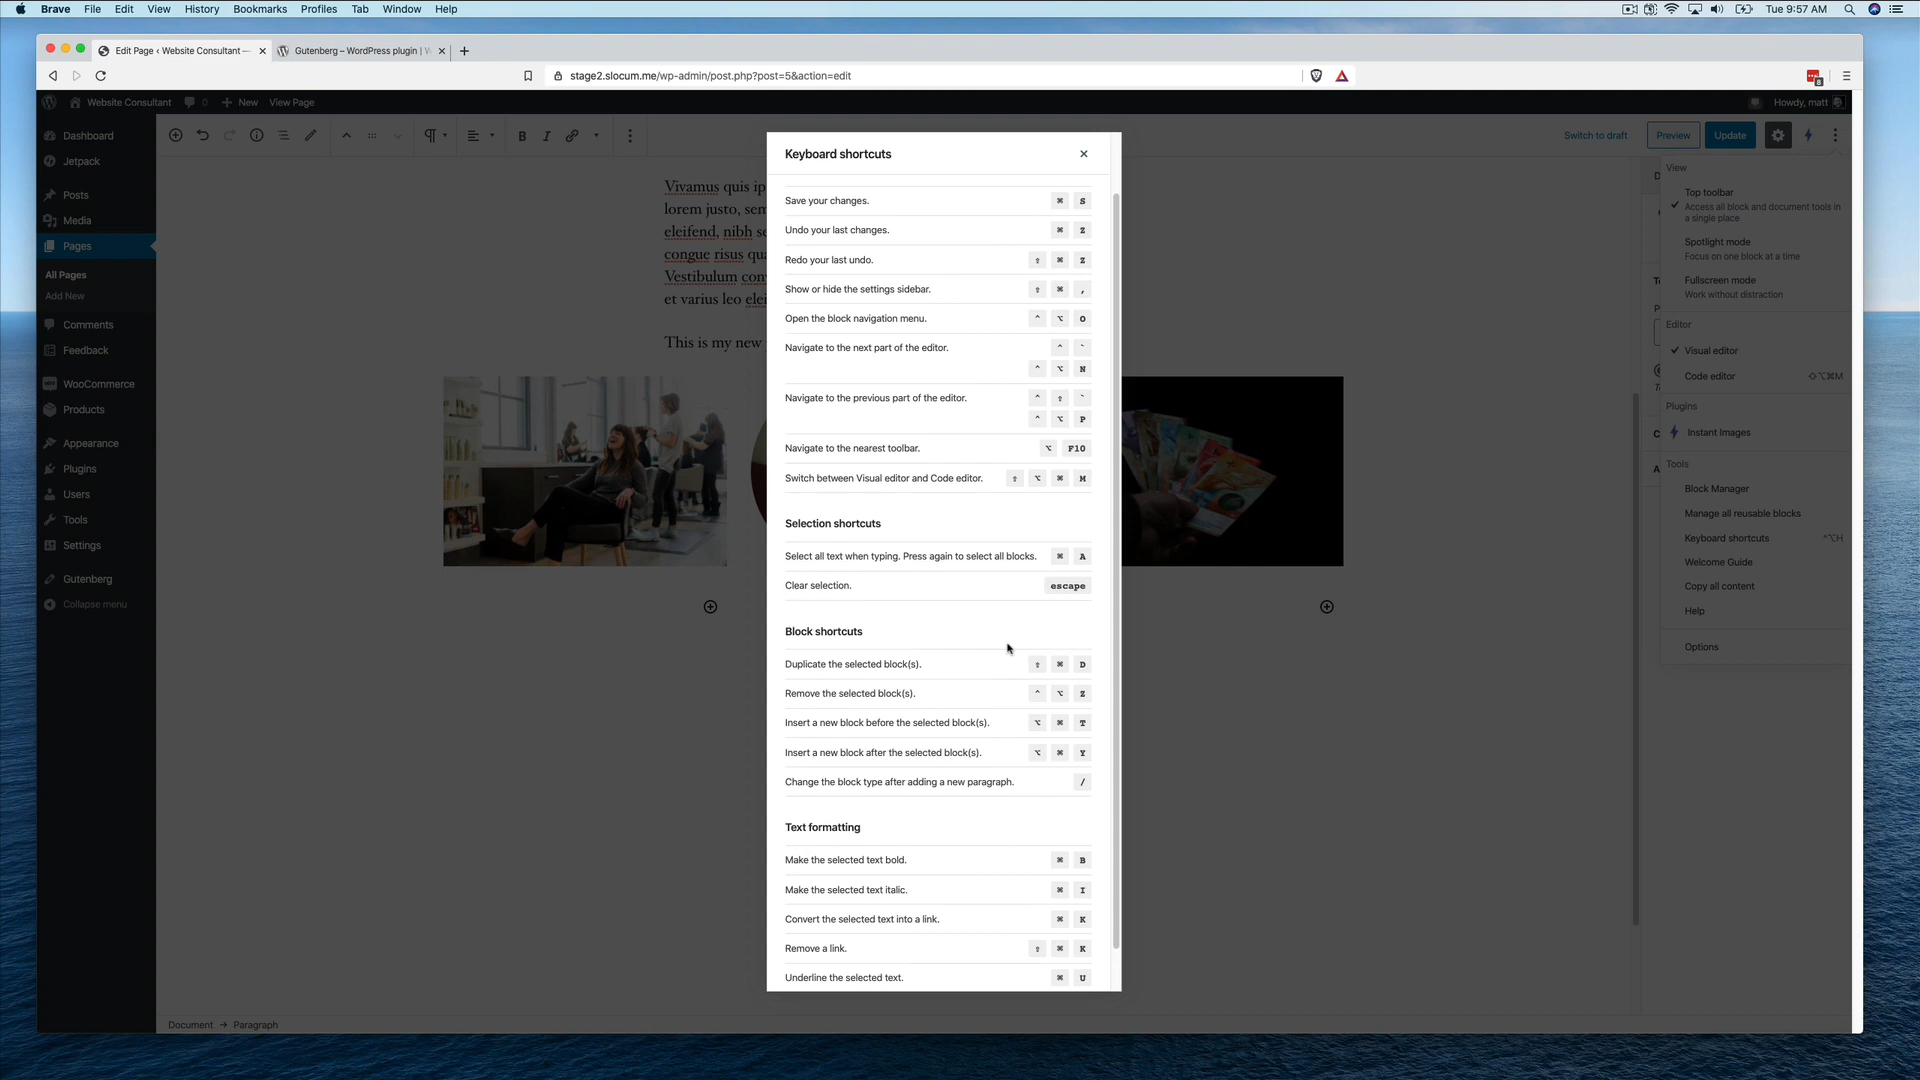 Brave File Edit View History Bookmarks Profiles Tab Window Help Tue 9:57 AM
Edit Page ‹ Website Consultant — Gutenberg – WordPress plugin |
stage2.slocum.me/wp-admin/post.php?post=5&action=edit
Website Consultant 0 New View Page Howdy, matt
Dashboard
Jetpack
Posts
Media
Pages
All Pages
Add New
Comments
Feedback
WooCommerce
Products
Appearance
Plugins
Users
Tools
Settings
Gutenberg
Collapse menu
Switch to draft Preview Update
Vivamus quis ip
lorem justo, sem
eleifend, nibh se
congue risus qua
Vestibulum con
et varius leo elei
This is my new
Keyboard shortcuts
Save your changes. ⌘ S
Undo your last changes. ⌘ Z
Redo your last undo. ⇧ ⌘ Z
Show or hide the settings sidebar. ⇧ ⌘ ,
Open the block navigation menu. ^ ⌥ O
Navigate to the next part of the editor. ^ `
^ ⌥ N
Navigate to the previous part of the editor. ^ ⇧ `
^ ⌥ P
Navigate to the nearest toolbar. ⌥ F10
Switch between Visual editor and Code editor. ⇧ ⌥ ⌘ M
Selection shortcuts
Select all text when typing. Press again to select all blocks. ⌘ A
Clear selection. escape
Block shortcuts
Duplicate the selected block(s). ⇧ ⌘ D
Remove the selected block(s). ^ ⌥ Z
Insert a new block before the selected block(s). ⌥ ⌘ T
Insert a new block after the selected block(s). ⌥ ⌘ Y
Change the block type after adding a new paragraph. /
Text formatting
Make the selected text bold. ⌘ B
Make the selected text italic. ⌘ I
Convert the selected text into a link. ⌘ K
Remove a link. ⇧ ⌘ K
Underline the selected text. ⌘ U
View
Top toolbar
Access all block and document tools in
a single place
Spotlight mode
Focus on one block at a time
Fullscreen mode
Work without distraction
Editor
Visual editor
Code editor ⇧⌥⌘M
Plugins
Instant Images
Tools
Block Manager
Manage all reusable blocks
Keyboard shortcuts ^⌥H
Welcome Guide
Copy all content
Help
Options
Document → Paragraph